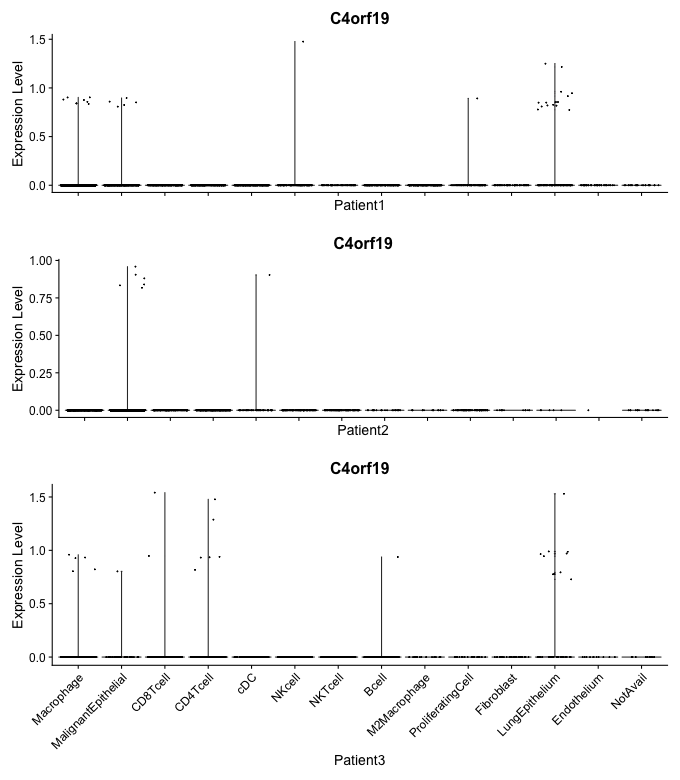 C4orf19
Expression Level
1.5
1.0
0.5
0.0
Patient1
C4orf19
Expression Level
1.00
0.75
0.50
0.25
0.00
Patient2
C4orf19
Expression Level
1.5
1.0
0.5
0.0
Macrophage
MalignantEpithelial
CD8Tcell
CD4Tcell
cDC
NKcell
NKTcell
Bcell
M2Macrophage
ProliferatingCell
Fibroblast
LungEpithelium
Endothelium
NotAvail
Patient3